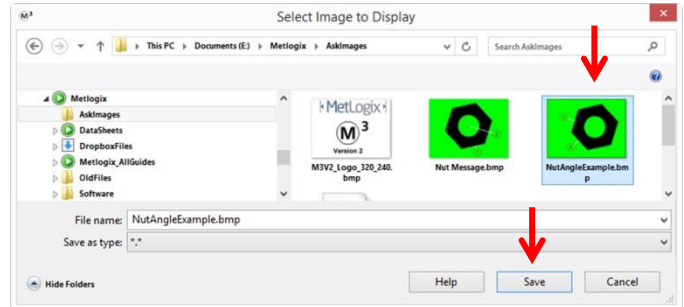 M³
Select Image to Display
This PC Documents (E:) Metlogix AskImages
Search AskImages
Metlogix
AskImages
DataSheets
DropboxFiles
Metlogix_AllGuides
OldFiles
Software
MetLogix
M3
Version 2
M3V2_Logo_320_240.
bmp
Nut Message.bmp
NutAngleExample.bm
p
File name: NutAngleExample.bmp
Save as type: *.*
Hide Folders
Help
Save
Cancel